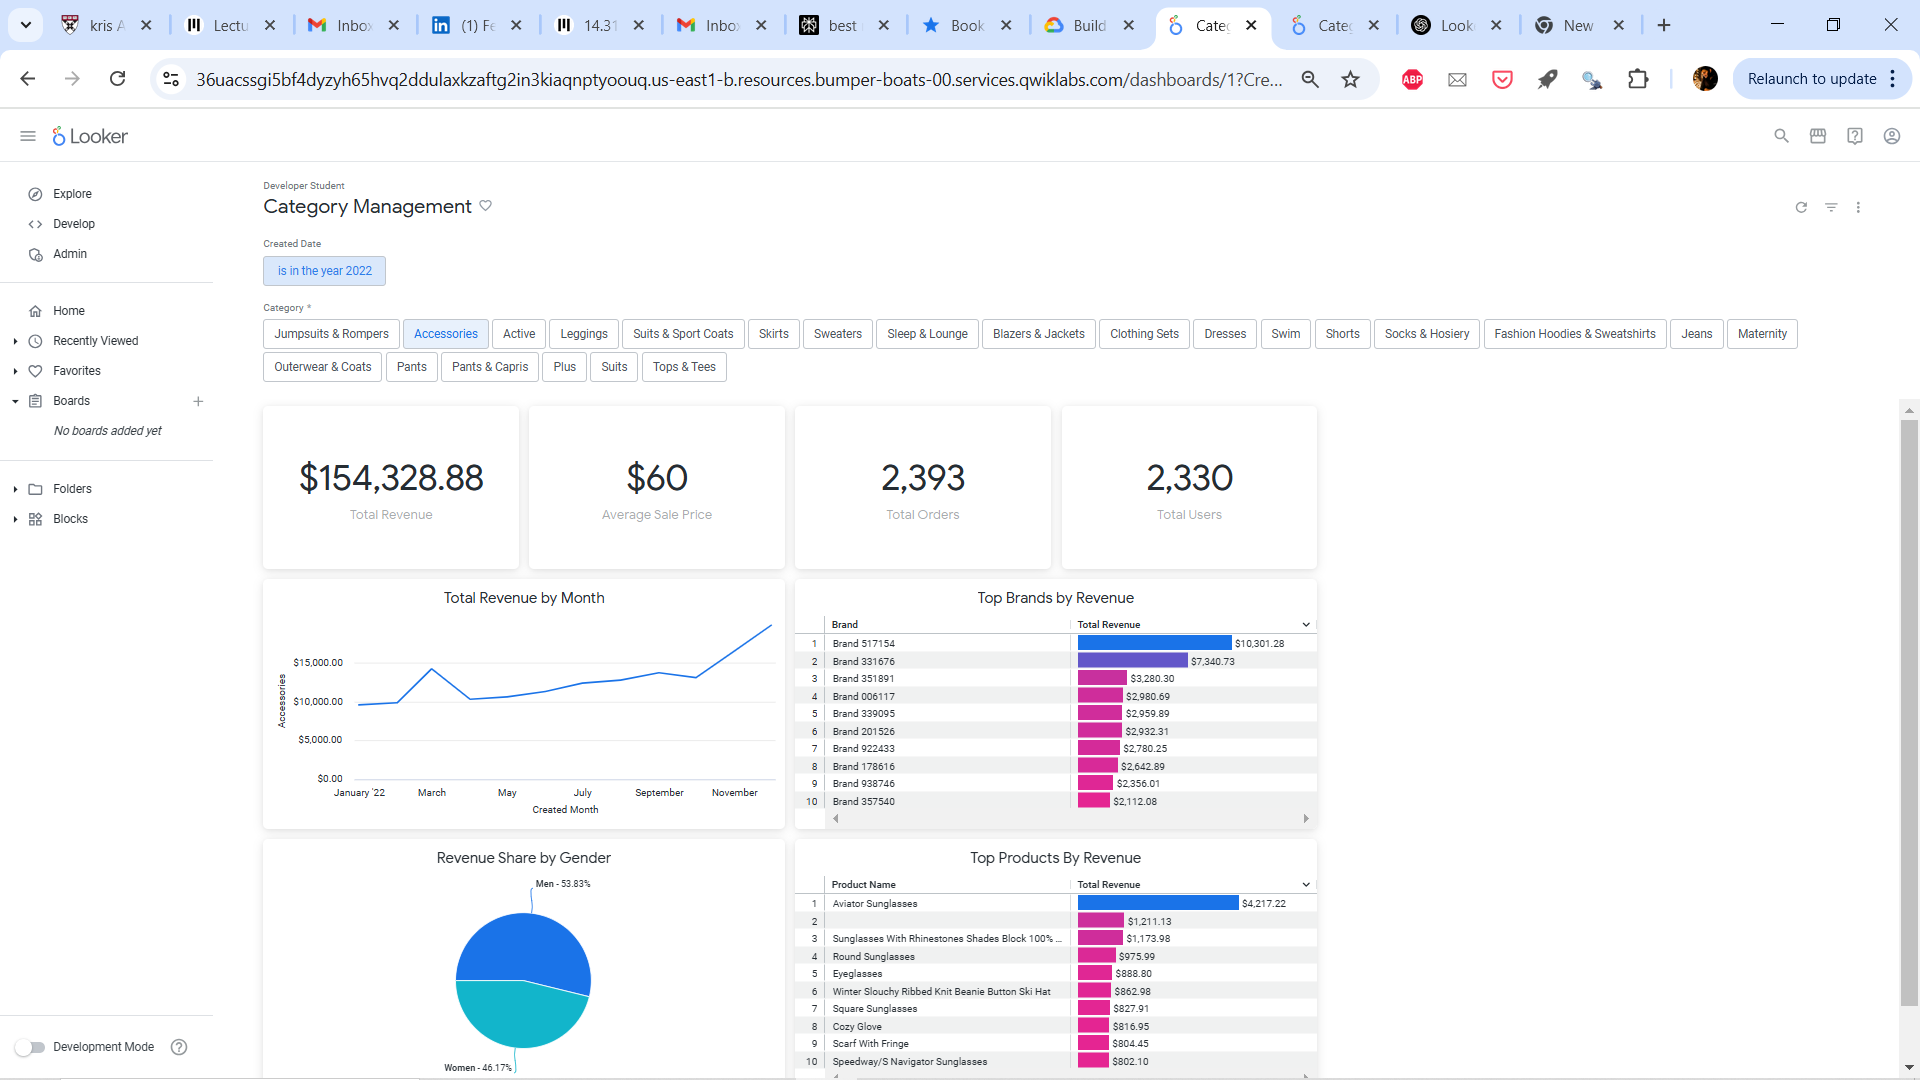 kris A
Lectu
Inbox
(1) Fe
14.31
Inbox
best
Book
Build
Categ
Categ
Look
New
36uacssgi5bf4dyzyh65hvq2ddulaxkzaftg2in3kiaqnptyoouq.us-east1-b.resources.bumper-boats-00.services.qwiklabs.com/dashboards/1?Cre...
ABP
Relaunch to update
Looker
Explore
Develop
Admin
Home
Recently Viewed
Favorites
Boards
No boards added yet
Folders
Blocks
Development Mode
Developer Student
Category Management
Created Date
is in the year 2022
Category *
Jumpsuits & Rompers Accessories Active Leggings Suits & Sport Coats Skirts Sweaters Sleep & Lounge Blazers & Jackets Clothing Sets Dresses Swim Shorts Socks & Hosiery Fashion Hoodies & Sweatshirts Jeans Maternity
Outerwear & Coats Pants Pants & Capris Plus Suits Tops & Tees
$154,328.88
Total Revenue
$60
Average Sale Price
2,393
Total Orders
2,330
Total Users
Total Revenue by Month
Accessories
$15,000.00
$10,000.00
$5,000.00
$0.00
January '22 March May July September November
Created Month
Top Brands by Revenue
Brand Total Revenue
1 Brand 517154 $10,301.28
2 Brand 331676 $7,340.73
3 Brand 351891 $3,280.30
4 Brand 006117 $2,980.69
5 Brand 339095 $2,959.89
6 Brand 201526 $2,932.31
7 Brand 922433 $2,780.25
8 Brand 178616 $2,642.89
9 Brand 938746 $2,356.01
10 Brand 357540 $2,112.08
Revenue Share by Gender
Men - 53.83%
Women - 46.17%
Top Products By Revenue
Product Name Total Revenue
1 Aviator Sunglasses $4,217.22
2 $1,211.13
3 Sunglasses With Rhinestones Shades Block 100% ... $1,173.98
4 Round Sunglasses $975.99
5 Eyeglasses $888.80
6 Winter Slouchy Ribbed Knit Beanie Button Ski Hat $862.98
7 Square Sunglasses $827.91
8 Cozy Glove $816.95
9 Scarf With Fringe $804.45
10 Speedway/S Navigator Sunglasses $802.10